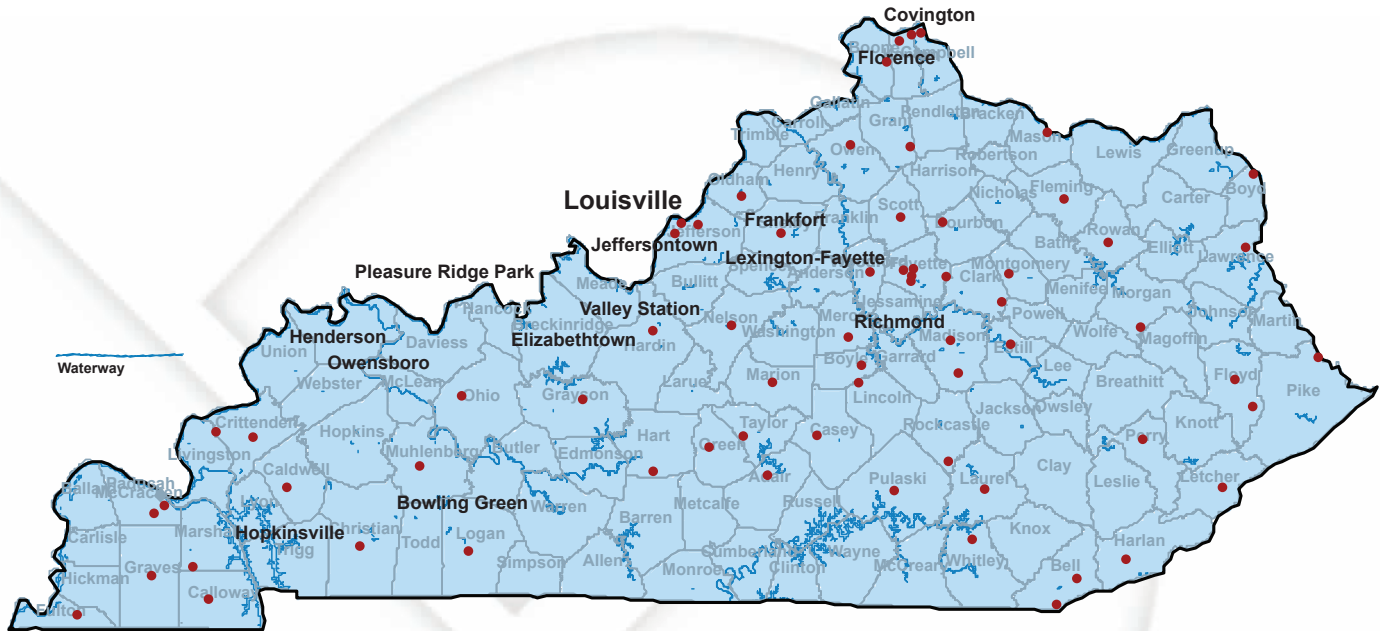 Covington
Boone
Campbell
Florence
Gallatin
Pendleton
Bracken
Carroll
Grant
Mason
Trimble
Owen
Robertson
Lewis
Greenup
Henry
Harrison
Oldham
Nicholas
Fleming
Boyd
Carter
Louisville
Scott
Frankfort
Franklin
Bourbon
Jefferson
Rowan
Jeffersontown
Bath
Elliott
Lexington-Fayette
Lawrence
Spencer
Anderson
Fayette
Clark
Montgomery
Pleasure Ridge Park
Bullitt
Meade
Menifee
Morgan
Jessamine
Hancock
Valley Station
Nelson
Mercer
Powell
Johnson
Martin
Breckinridge
Washington
Richmond
Wolfe
Henderson
Daviess
Elizabethtown
Hardin
Madison
Magoffin
Union
Boyle
Garrard
Estill
Owensboro
Lee
Waterway
Floyd
Webster
McLean
Larue
Marion
Breathitt
Pike
Ohio
Grayson
Lincoln
Jackson
Owsley
Crittenden
Taylor
Casey
Rockcastle
Knott
Hopkins
Hart
Green
Perry
Livingston
Muhlenberg
Butler
Edmonson
Clay
Caldwell
Adair
Pulaski
Laurel
Leslie
Letcher
Paducah
Ballard
McCracken
Lyon
Bowling Green
Warren
Metcalfe
Russell
Barren
Knox
Carlisle
Marshall
Hopkinsville
Christian
Todd
Logan
Harlan
Trigg
Cumberland
Wayne
Simpson
Allen
Monroe
Clinton
McCreary
Whitley
Bell
Hickman
Graves
Calloway
Fulton